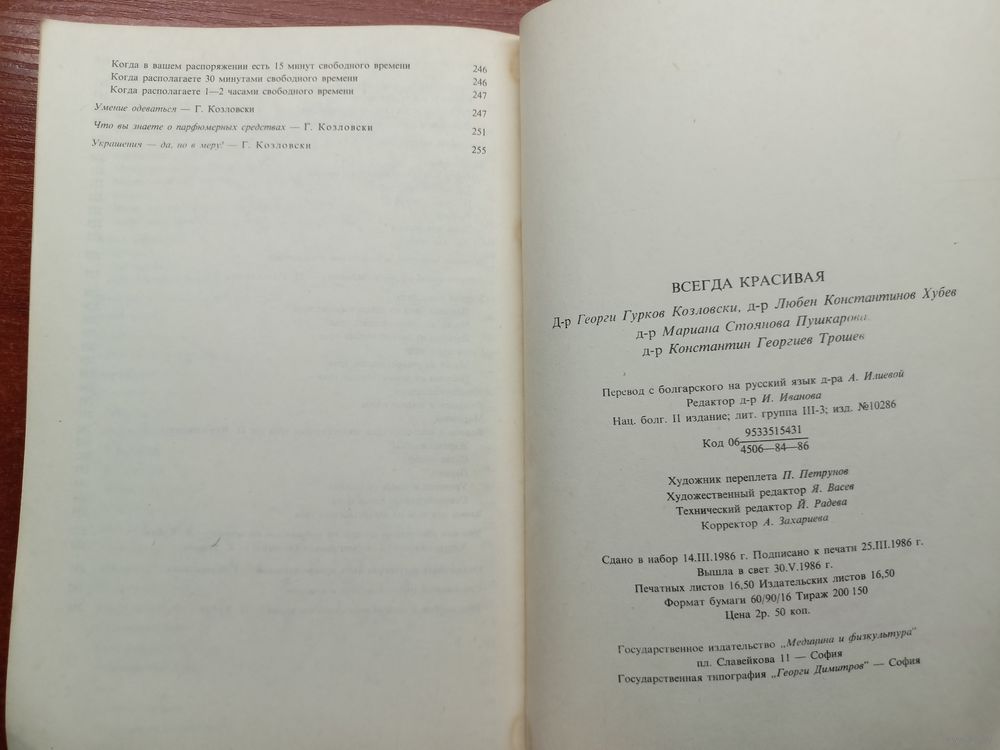 Когда в вашем распоряжении есть 15 минут свободного времени 246
Когда располагаете 30 минутами свободного времени 246
Когда располагаете 1—2 часами свободного времени 247
Умение одеваться — Г. Козловски 247
Что вы знаете о парфюмерных средствах — Г. Козловски 251
Украшения — да, но в меру! — Г. Козловски 255
ВСЕГДА КРАСИВАЯ
Д-р Георги Гурков Козловски, д-р Любен Константинов Хубев
д-р Мариана Стоянова Пушкарова
д-р Константин Георгиев Трошев
Перевод с болгарского на русский язык д-ра А. Илиевой
Редактор д-р И. Иванова
Нац. болг. II издание; лит. группа III-3; изд. №10286
Код 06 9533515431
4506—84—86
Художник переплета П. Петрунов
Художественный редактор Я. Васев
Технический редактор Й. Радева
Корректор А. Захариева
Сдано в набор 14.III.1986 г. Подписано к печати 25.III.1986 г.
Вышла в свет 30.V.1986 г.
Печатных листов 16,50 Издательских листов 16,50
Формат бумаги 60/90/16 Тираж 200 150
Цена 2р. 50 коп.
Государственное издательство „Медицина и физкультура"
пл. Славейкова 11 — София
Государственная типография „Георги Димитров" — София